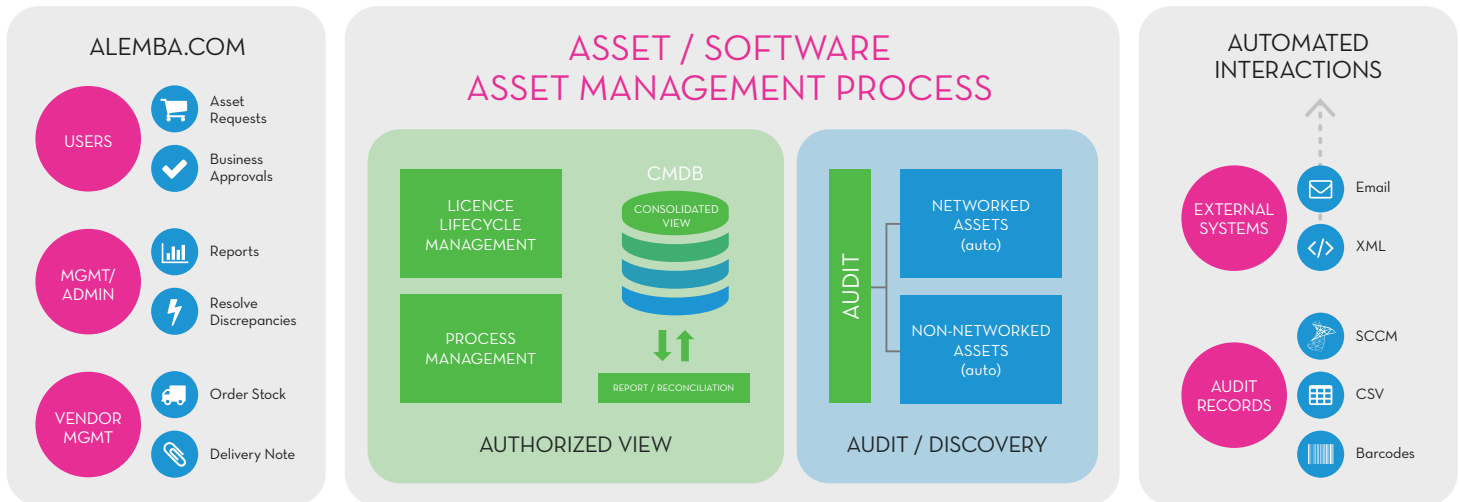 ALEMBA.COM
USERS
Asset
Requests
Business
Approvals
MGMT/
ADMIN
Reports
Resolve
Discrepancies
VENDOR
MGMT
Order Stock
Delivery Note
ASSET / SOFTWARE
ASSET MANAGEMENT PROCESS
LICENCE
LIFECYCLE
MANAGEMENT
PROCESS
MANAGEMENT
CMDB
CONSOLIDATED
VIEW
REPORT / RECONCILIATION
AUTHORIZED VIEW
AUDIT
NETWORKED
ASSETS
(auto)
NON-NETWORKED
ASSETS
(auto)
AUDIT / DISCOVERY
AUTOMATED
INTERACTIONS
EXTERNAL
SYSTEMS
Email
</>
XML
AUDIT
RECORDS
SCCM
CSV
Barcodes